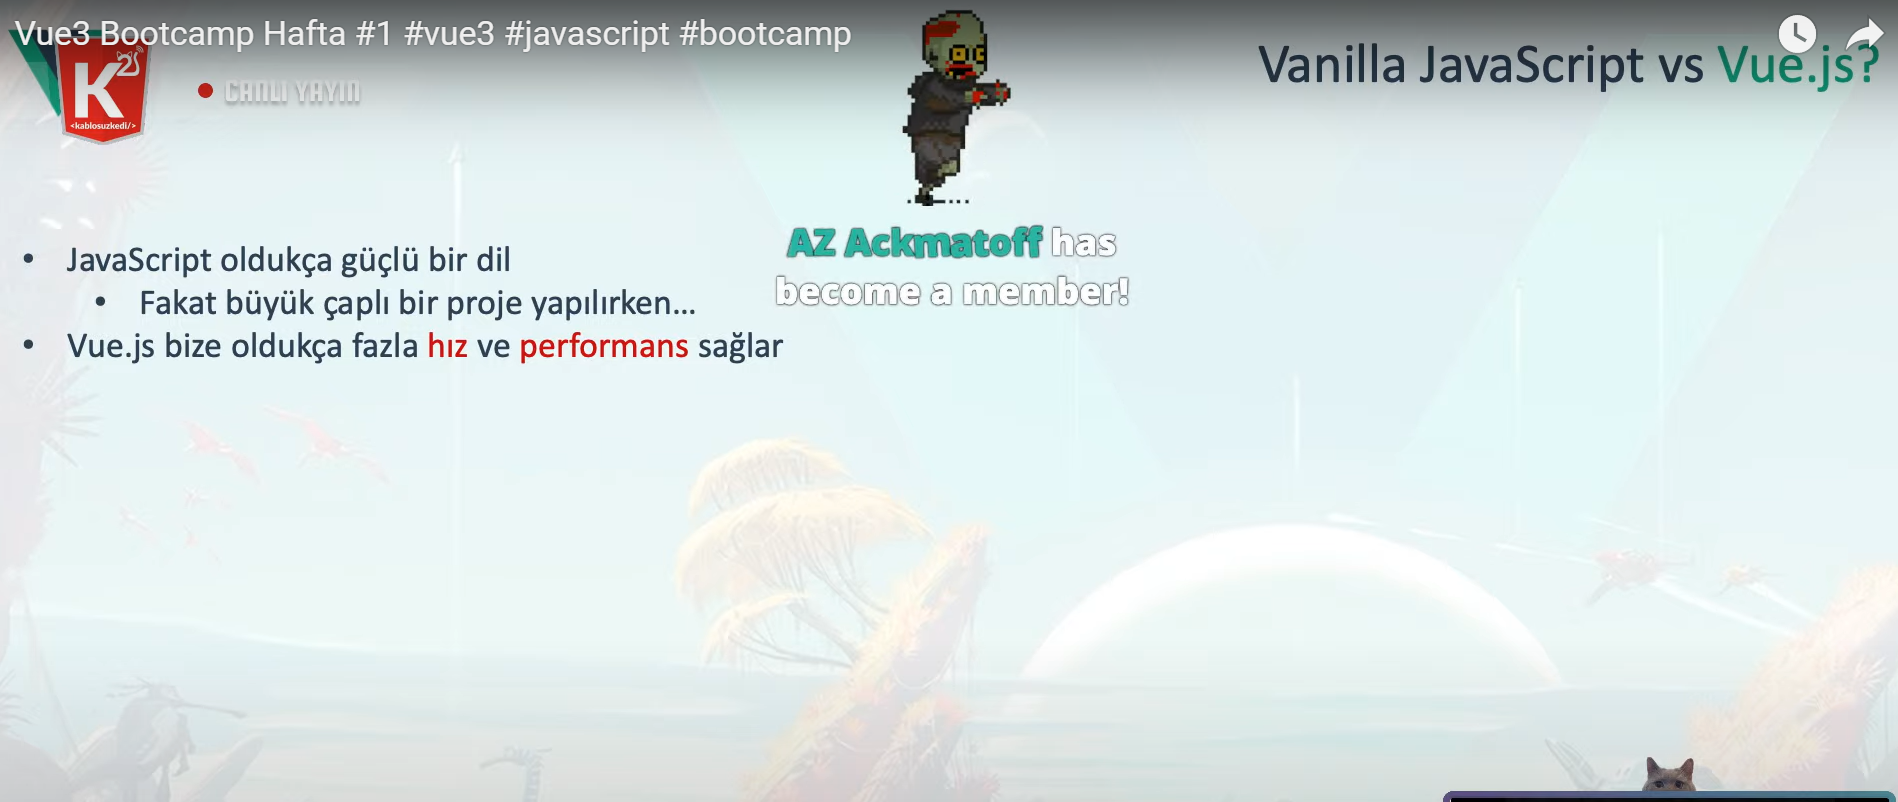 Vue3 Bootcamp Hafta #1 #vue3 #javascript #bootcamp
Vanilla JavaScript vs Vue.js?
K
<kablosuzkedi/>
CANLI YAYIN
AZ Ackmatoff has
become a member!
• JavaScript oldukça güçlü bir dil
• Fakat büyük çaplı bir proje yapılırken...
• Vue.js bize oldukça fazla hız ve performans sağlar